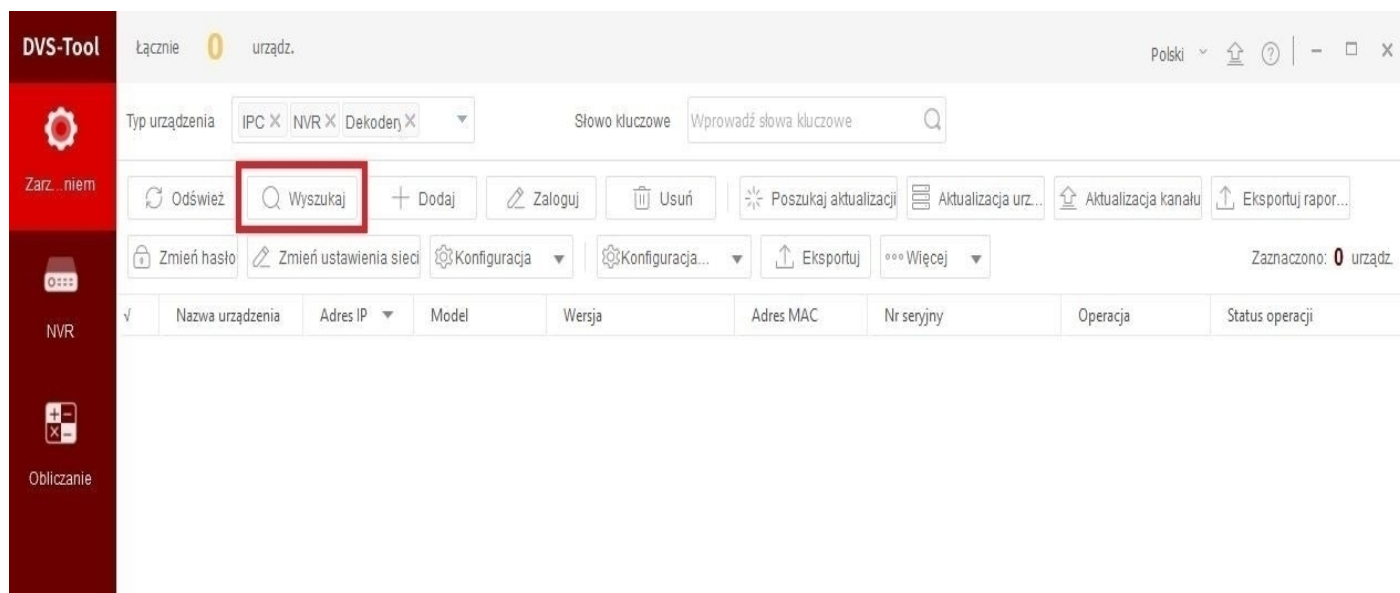 DVS-Tool
Łącznie 0 urządz.
Polski
Typ urządzenia IPC NVR Dekodery Słowo kluczowe Wprowadź słowa kluczowe
Zarz...niem
Odśwież Wyszukaj Dodaj Zaloguj Usuń Poszukaj aktualizacji Aktualizacja urz... Aktualizacja kanału Eksportuj rapor...
Zmień hasło Zmień ustawienia sieci Konfiguracja Konfiguracja... Eksportuj Więcej Zaznaczono: 0 urządz.
√ Nazwa urządzenia Adres IP Model Wersja Adres MAC Nr seryjny Operacja Status operacji
NVR
Obliczanie